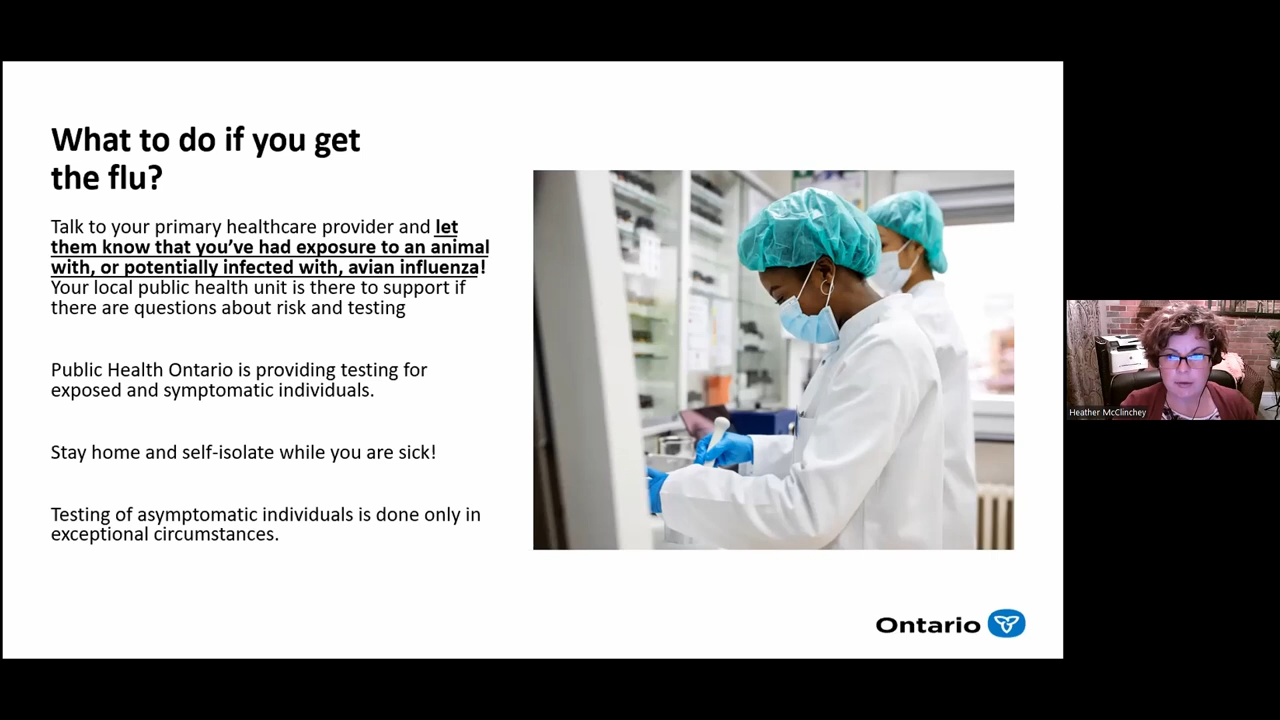 What to do if you get
the flu?
Talk to your primary healthcare provider and let
them know that you’ve had exposure to an animal
with, or potentially infected with, avian influenza!
Your local public health unit is there to support if
there are questions about risk and testing
Public Health Ontario is providing testing for
exposed and symptomatic individuals.
Stay home and self-isolate while you are sick!
Testing of asymptomatic individuals is done only in
exceptional circumstances.
Ontario
Heather McClinchey